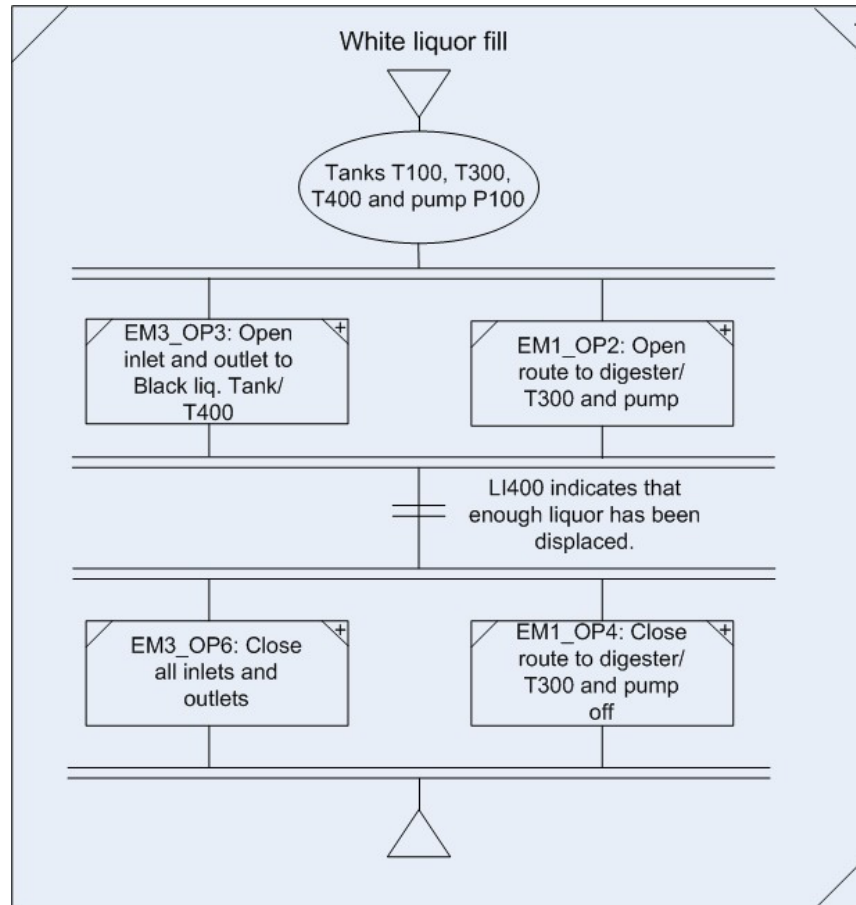 White liquor fill
Tanks T100, T300,
T400 and pump P100
EM3_OP3: Open
inlet and outlet to
Black liq. Tank/
T400
+
EM1_OP2: Open
route to digester/
T300 and pump
+
LI400 indicates that
enough liquor has been
displaced.
EM3_OP6: Close
all inlets and
outlets
+
EM1_OP4: Close
route to digester/
T300 and pump
off
+